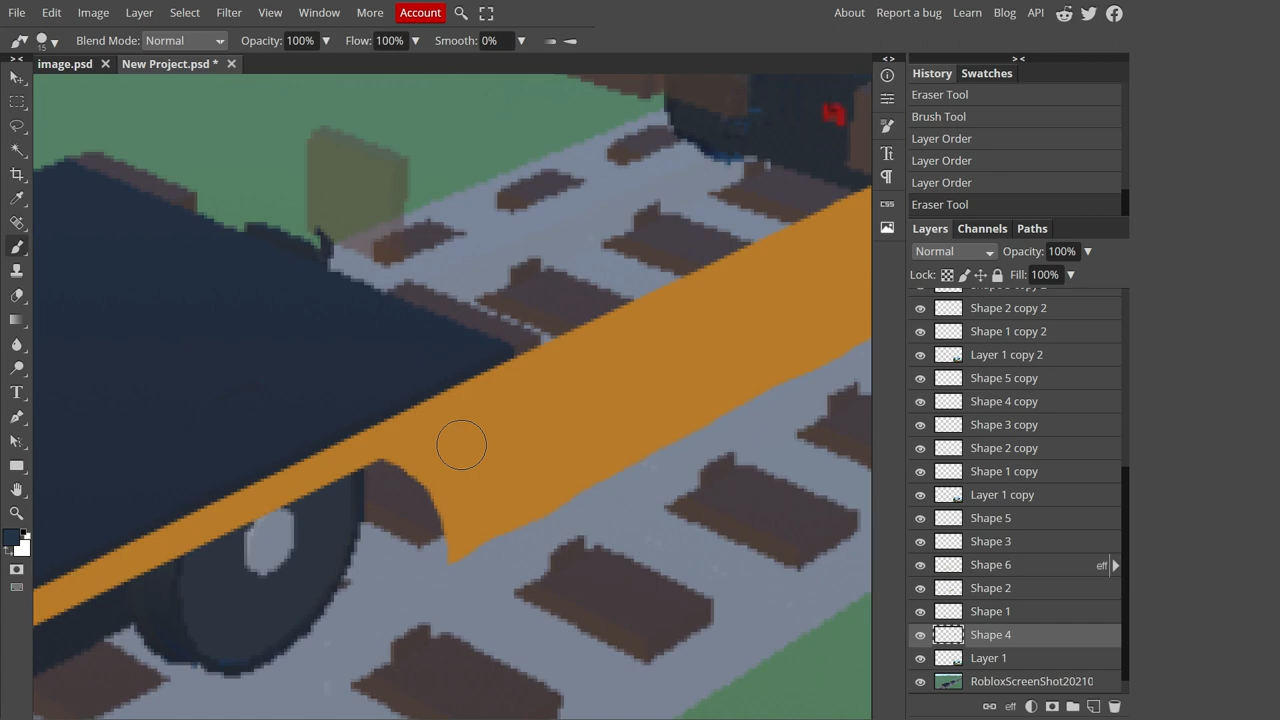 File Edit Image Layer Select Filter View Window More Account About Report a bug Learn Blog API
15 Blend Mode: Normal Opacity: 100% Flow: 100% Smooth: 0%
image.psd New Project.psd *
History Swatches
Eraser Tool
Brush Tool
Layer Order
Layer Order
Layer Order
Eraser Tool
Layers Channels Paths
Normal Opacity: 100%
Lock: Fill: 100%
Shape 2 copy 2
Shape 1 copy 2
Layer 1 copy 2
Shape 5 copy
Shape 4 copy
Shape 3 copy
Shape 2 copy
Shape 1 copy
Layer 1 copy
Shape 5
Shape 3
Shape 6 eff
Shape 2
Shape 1
Shape 4
Layer 1
RobloxScreenShot20210
eff
CSS